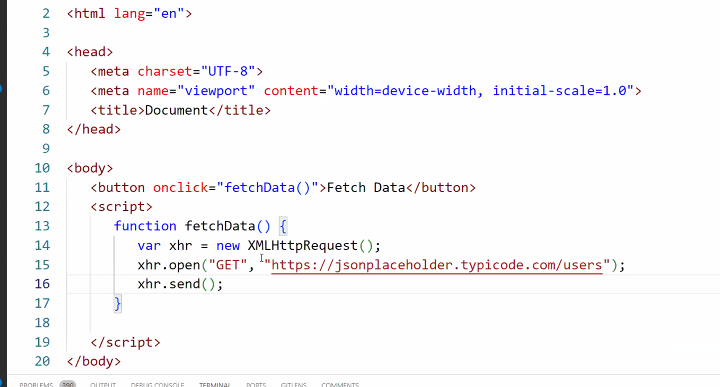 2 <html lang="en">
3
4 <head>
5 <meta charset="UTF-8">
6 <meta name="viewport" content="width=device-width, initial-scale=1.0">
7 <title>Document</title>
8 </head>
9
10 <body>
11 <button onclick="fetchData()">Fetch Data</button>
12 <script>
13 function fetchData() {
14 var xhr = new XMLHttpRequest();
15 xhr.open("GET", "https://jsonplaceholder.typicode.com/users");
16 xhr.send();
17 }
18
19 </script>
20 </body>
PROBLEMS 390 OUTPUT DEBUG CONSOLE TERMINAL PORTS GITLENS COMMENTS